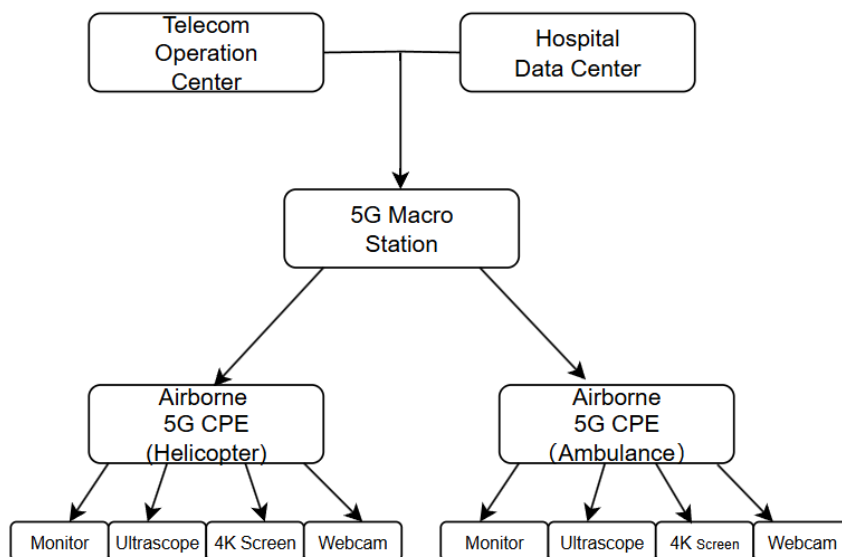 Telecom
Operation
Center
Hospital
Data Center
5G Macro
Station
Airborne
5G CPE
(Helicopter)
Airborne
5G CPE
（Ambulance）
Monitor
Ultrascope
4K Screen
Webcam
Monitor
Ultrascope
4K Screen
Webcam